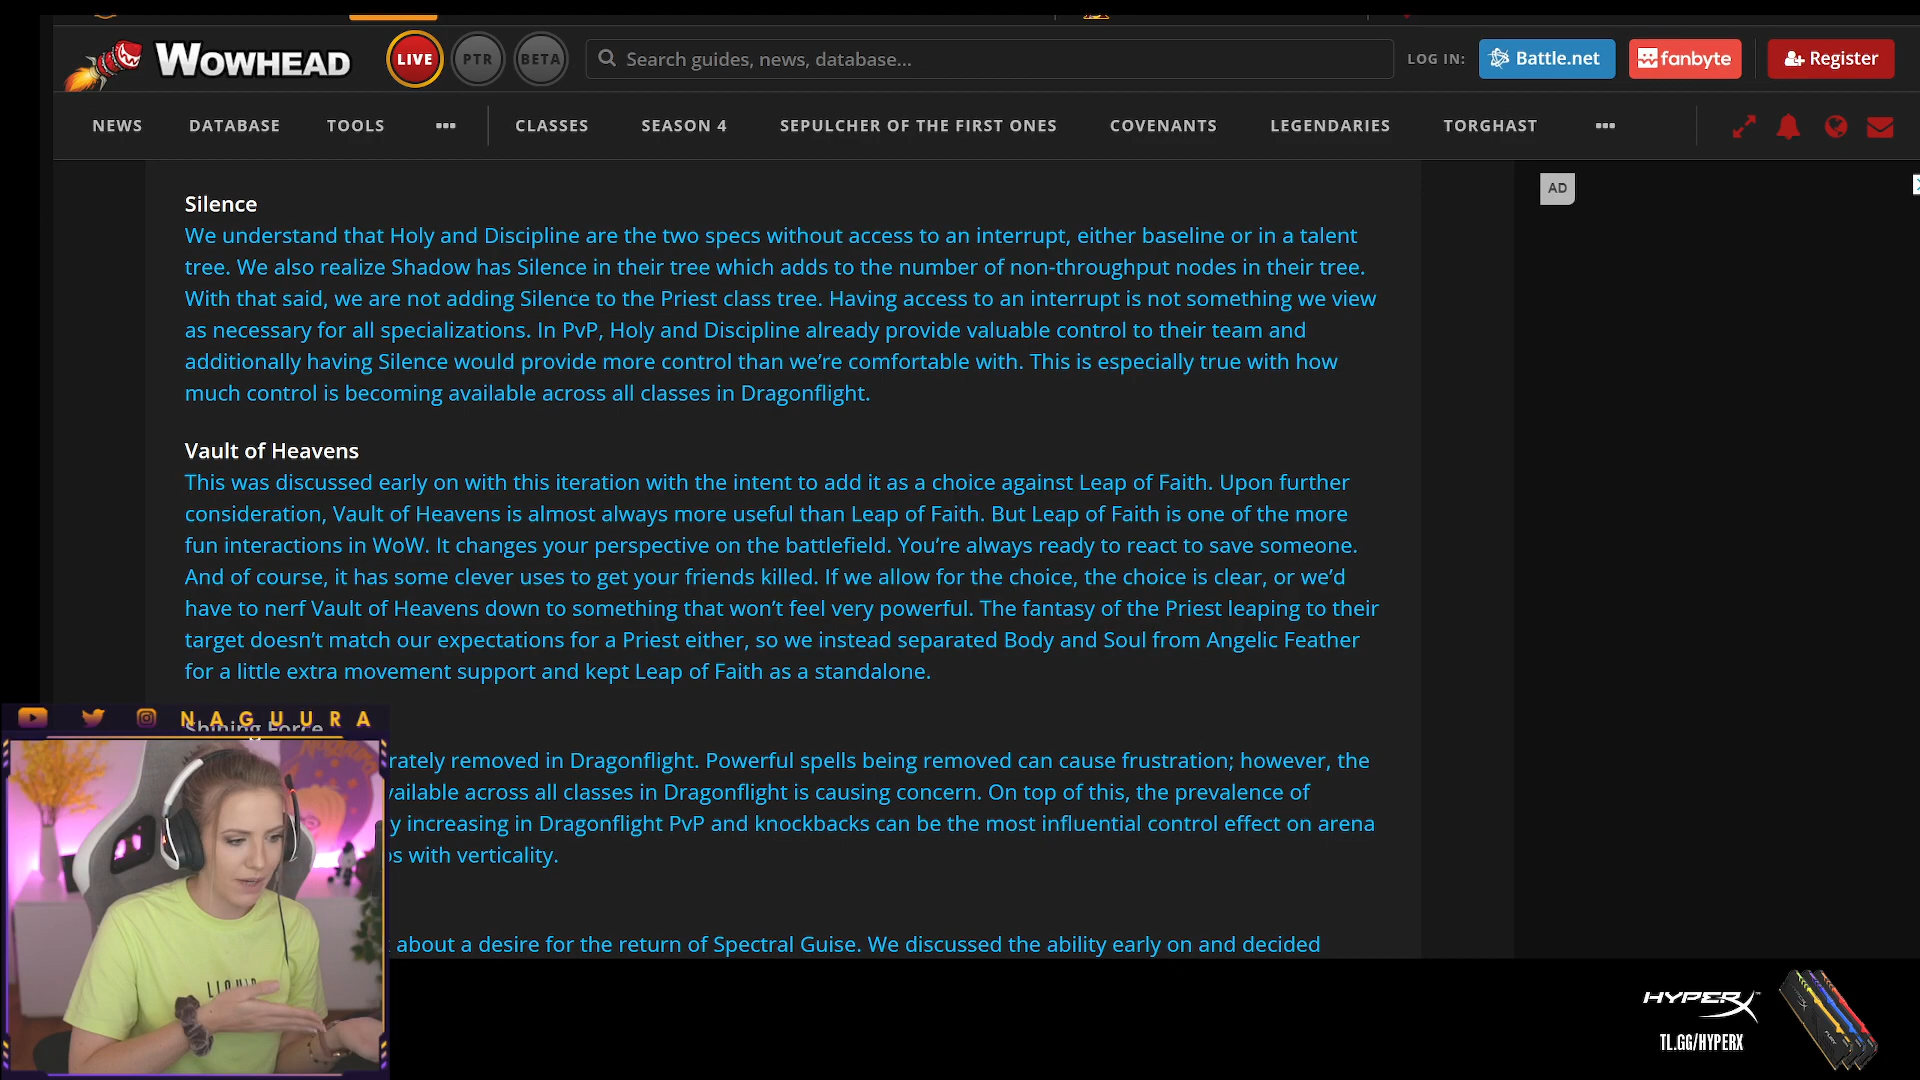 WOWHEAD
LIVE
PTR
BETA
Search guides, news, database...
LOG IN:
Battle.net
fanbyte
Register
NEWS
DATABASE
TOOLS
CLASSES
SEASON 4
SEPULCHER OF THE FIRST ONES
COVENANTS
LEGENDARIES
TORGHAST
AD
Silence
We understand that Holy and Discipline are the two specs without access to an interrupt, either baseline or in a talent
tree. We also realize Shadow has Silence in their tree which adds to the number of non-throughput nodes in their tree.
With that said, we are not adding Silence to the Priest class tree. Having access to an interrupt is not something we view
as necessary for all specializations. In PvP, Holy and Discipline already provide valuable control to their team and
additionally having Silence would provide more control than we’re comfortable with. This is especially true with how
much control is becoming available across all classes in Dragonflight.
Vault of Heavens
This was discussed early on with this iteration with the intent to add it as a choice against Leap of Faith. Upon further
consideration, Vault of Heavens is almost always more useful than Leap of Faith. But Leap of Faith is one of the more
fun interactions in WoW. It changes your perspective on the battlefield. You’re always ready to react to save someone.
And of course, it has some clever uses to get your friends killed. If we allow for the choice, the choice is clear, or we’d
have to nerf Vault of Heavens down to something that won’t feel very powerful. The fantasy of the Priest leaping to their
target doesn’t match our expectations for a Priest either, so we instead separated Body and Soul from Angelic Feather
for a little extra movement support and kept Leap of Faith as a standalone.
NAGUURA
Shining Force
rately removed in Dragonflight. Powerful spells being removed can cause frustration; however, the
ailable across all classes in Dragonflight is causing concern. On top of this, the prevalence of
y increasing in Dragonflight PvP and knockbacks can be the most influential control effect on arena
s with verticality.
about a desire for the return of Spectral Guise. We discussed the ability early on and decided
LIQUID
HYPERX
TL.GG/HYPERX